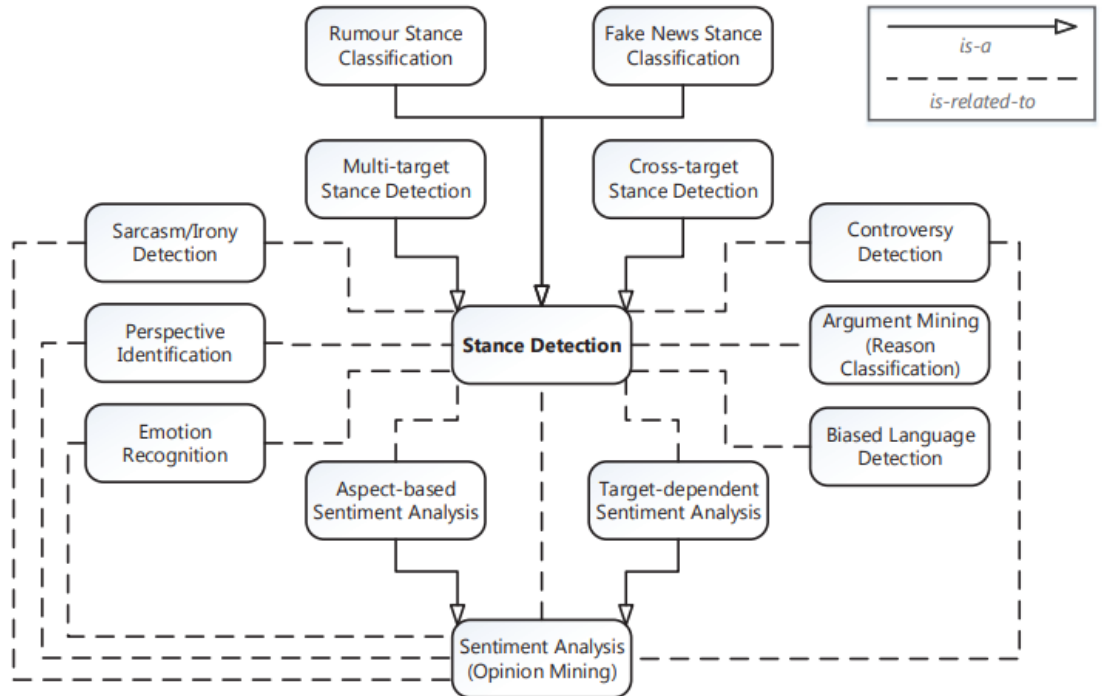 Rumour Stance
Classification
Fake News Stance
Classification
is-a
is-related-to
Multi-target
Stance Detection
Cross-target
Stance Detection
Sarcasm/Irony
Detection
Controversy
Detection
Perspective
Identification
Stance Detection
Argument Mining
(Reason
Classification)
Emotion
Recognition
Biased Language
Detection
Aspect-based
Sentiment Analysis
Target-dependent
Sentiment Analysis
Sentiment Analysis
(Opinion Mining)